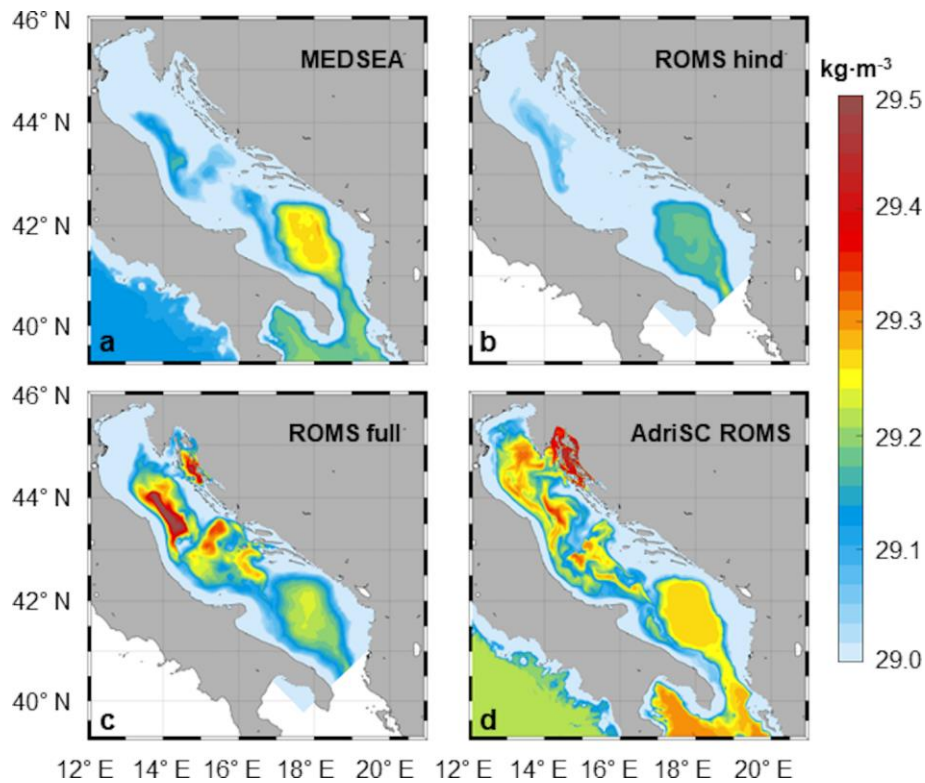 46° N
44° N
42° N
40° N
MEDSEA
a
ROMS hind
b
kg·m⁻³
29.5
29.4
29.3
29.2
29.1
29.0
46° N
44° N
42° N
40° N
ROMS full
c
AdriSC ROMS
d
12° E 14° E 16° E 18° E 20° E
12° E 14° E 16° E 18° E 20° E